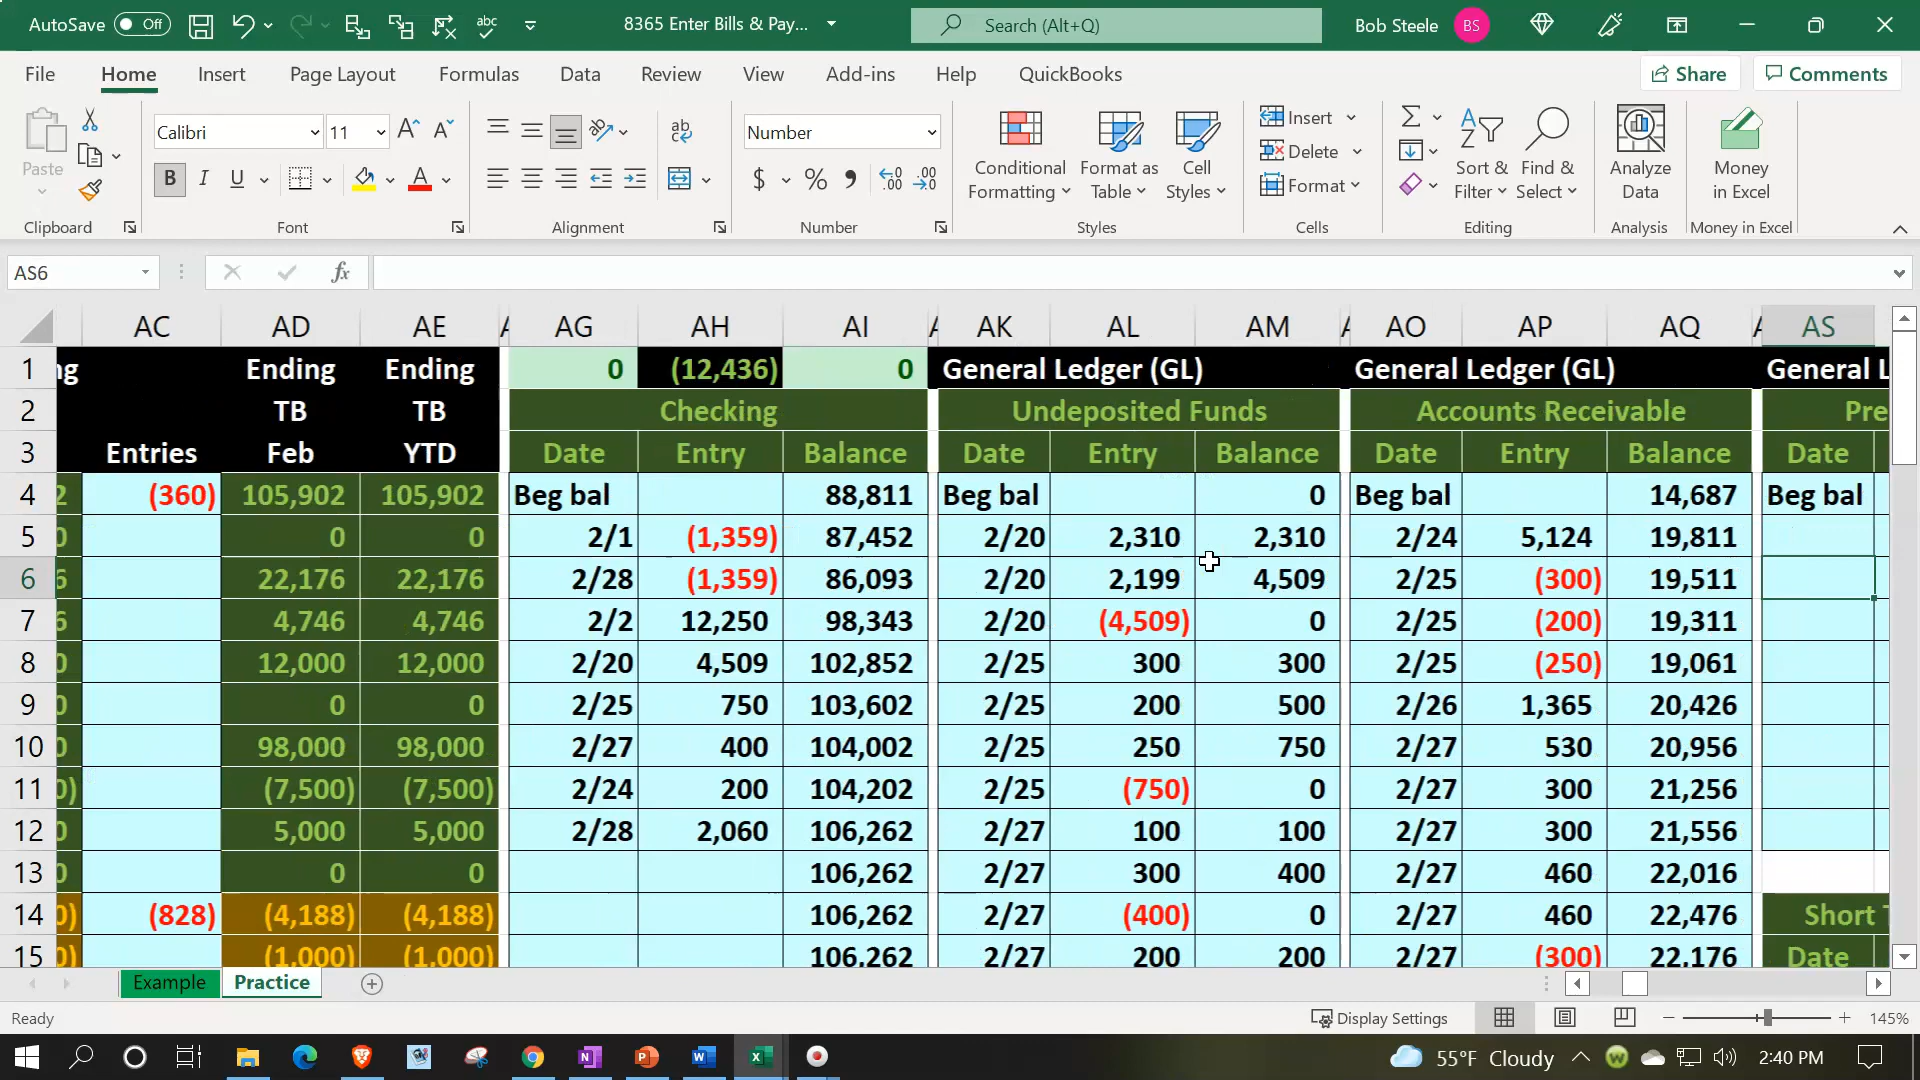 AutoSave Off abc 8365 Enter Bills & Pay... Search (Alt+Q) Bob Steele BS
File Home Insert Page Layout Formulas Data Review View Add-ins Help QuickBooks Share Comments
Calibri 11 Number Insert Delete Format
Paste Conditional Formatting Format as Table Cell Styles Sort & Filter Find & Select Analyze Data Money in Excel
Clipboard Font Alignment Number Styles Cells Editing Analysis Money in Excel
AS6 fx
AC AD AE AG AH AI AK AL AM AO AP AQ AS
1 Ending Ending 0 (12,436) 0 General Ledger (GL) General Ledger (GL) General L
2 TB TB Checking Undeposited Funds Accounts Receivable Pre
3 Entries Feb YTD Date Entry Balance Date Entry Balance Date Entry Balance Date
4 (360) 105,902 105,902 Beg bal 88,811 Beg bal 0 Beg bal 14,687 Beg bal
5 0 0 2/1 (1,359) 87,452 2/20 2,310 2,310 2/24 5,124 19,811
6 22,176 22,176 2/28 (1,359) 86,093 2/20 2,199 4,509 2/25 (300) 19,511
7 4,746 4,746 2/2 12,250 98,343 2/20 (4,509) 0 2/25 (200) 19,311
8 12,000 12,000 2/20 4,509 102,852 2/25 300 300 2/25 (250) 19,061
9 0 0 2/25 750 103,602 2/25 200 500 2/26 1,365 20,426
10 98,000 98,000 2/27 400 104,002 2/25 250 750 2/27 530 20,956
11 (7,500) (7,500) 2/24 200 104,202 2/25 (750) 0 2/27 300 21,256
12 5,000 5,000 2/28 2,060 106,262 2/27 100 100 2/27 300 21,556
13 0 0 106,262 2/27 300 400 2/27 460 22,016
14 (828) (4,188) (4,188) 106,262 2/27 (400) 0 2/27 460 22,476 Short
15 (1,000) (1,000) 106,262 2/27 200 200 2/27 (300) 22,176 Date
Example Practice
Ready Display Settings 145%
55°F Cloudy 2:40 PM